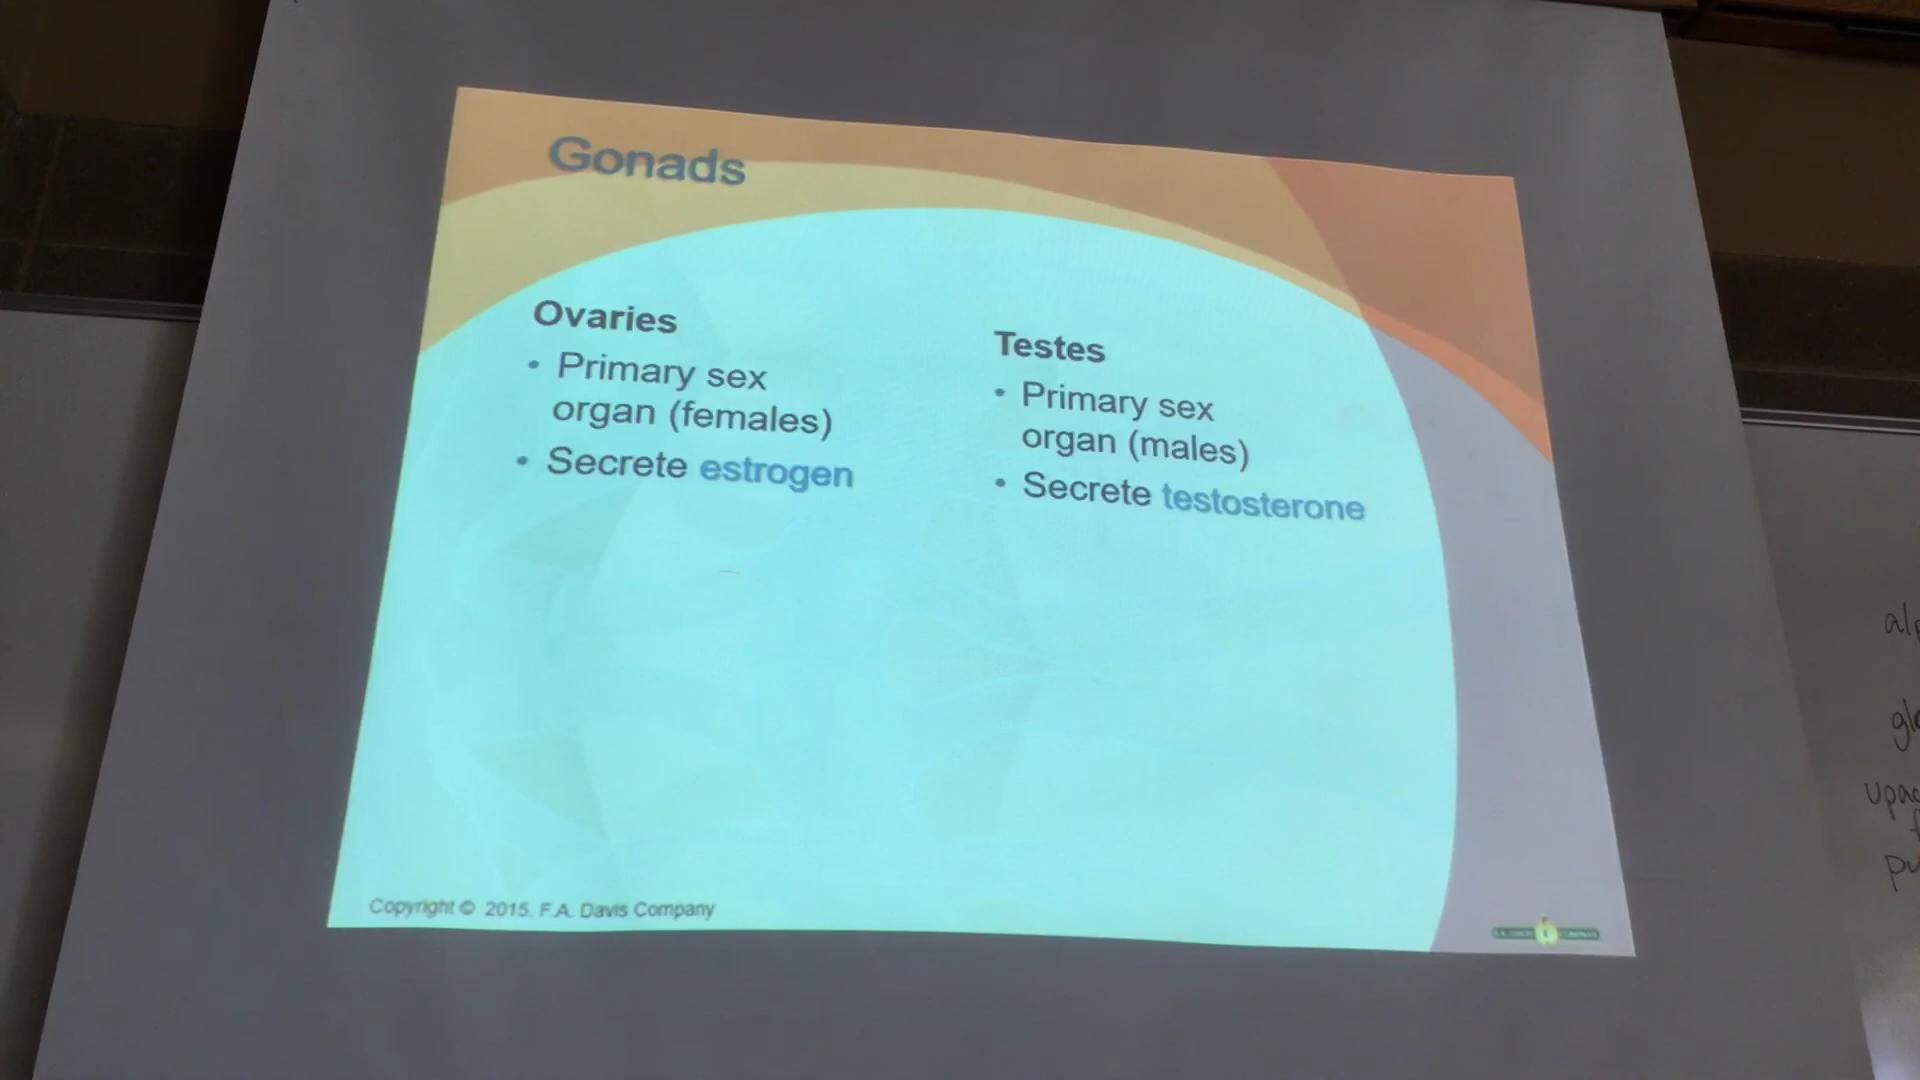 Gonads
Ovaries
• Primary sex
organ (females)
• Secrete estrogen
Testes
• Primary sex
organ (males)
• Secrete testosterone
Copyright © 2015. F.A. Davis Company